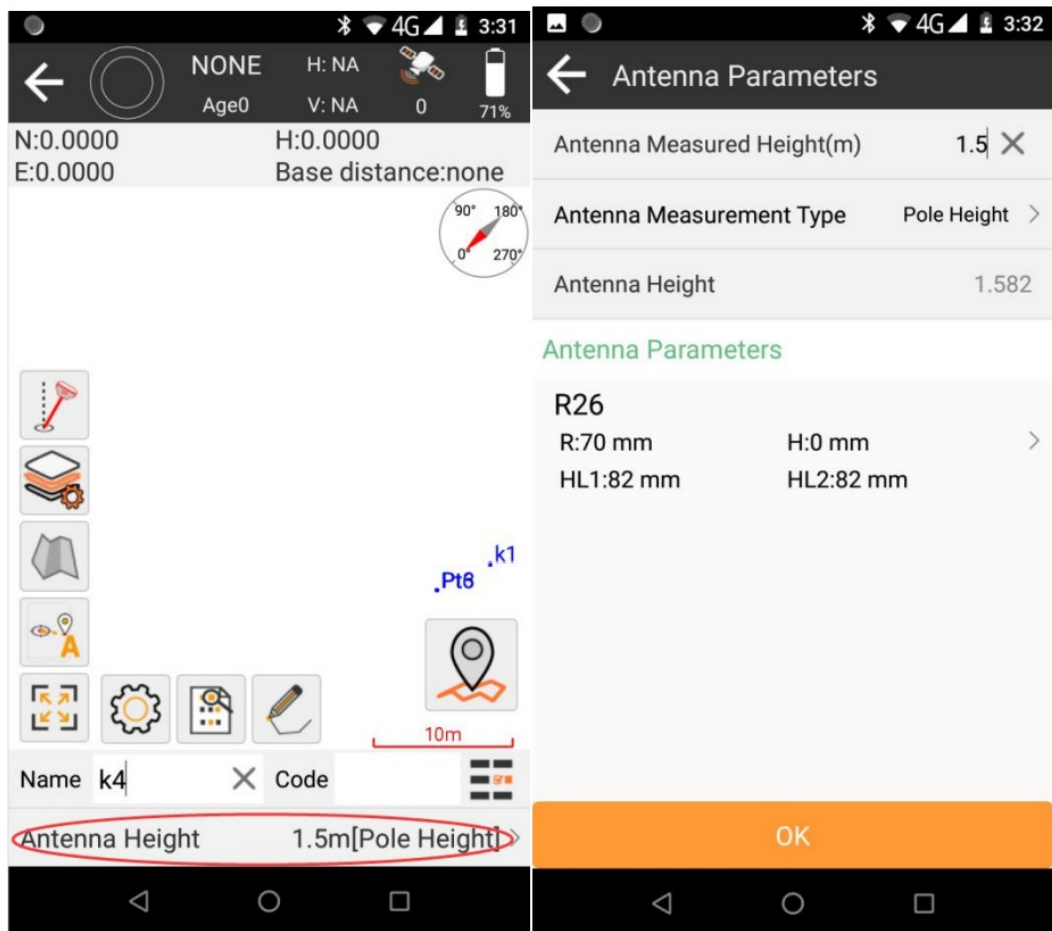 4G 3:31
NONE H: NA
Age0 V: NA 0 71%
N:0.0000 H:0.0000
E:0.0000 Base distance:none
90° 180°
0° 270°
.k1
.Pt6
A
10m
Name k4 Code
Antenna Height 1.5m[Pole Height]
4G 3:32
Antenna Parameters
Antenna Measured Height(m) 1.5
Antenna Measurement Type Pole Height
Antenna Height 1.582
Antenna Parameters
R26
R:70 mm H:0 mm
HL1:82 mm HL2:82 mm
OK